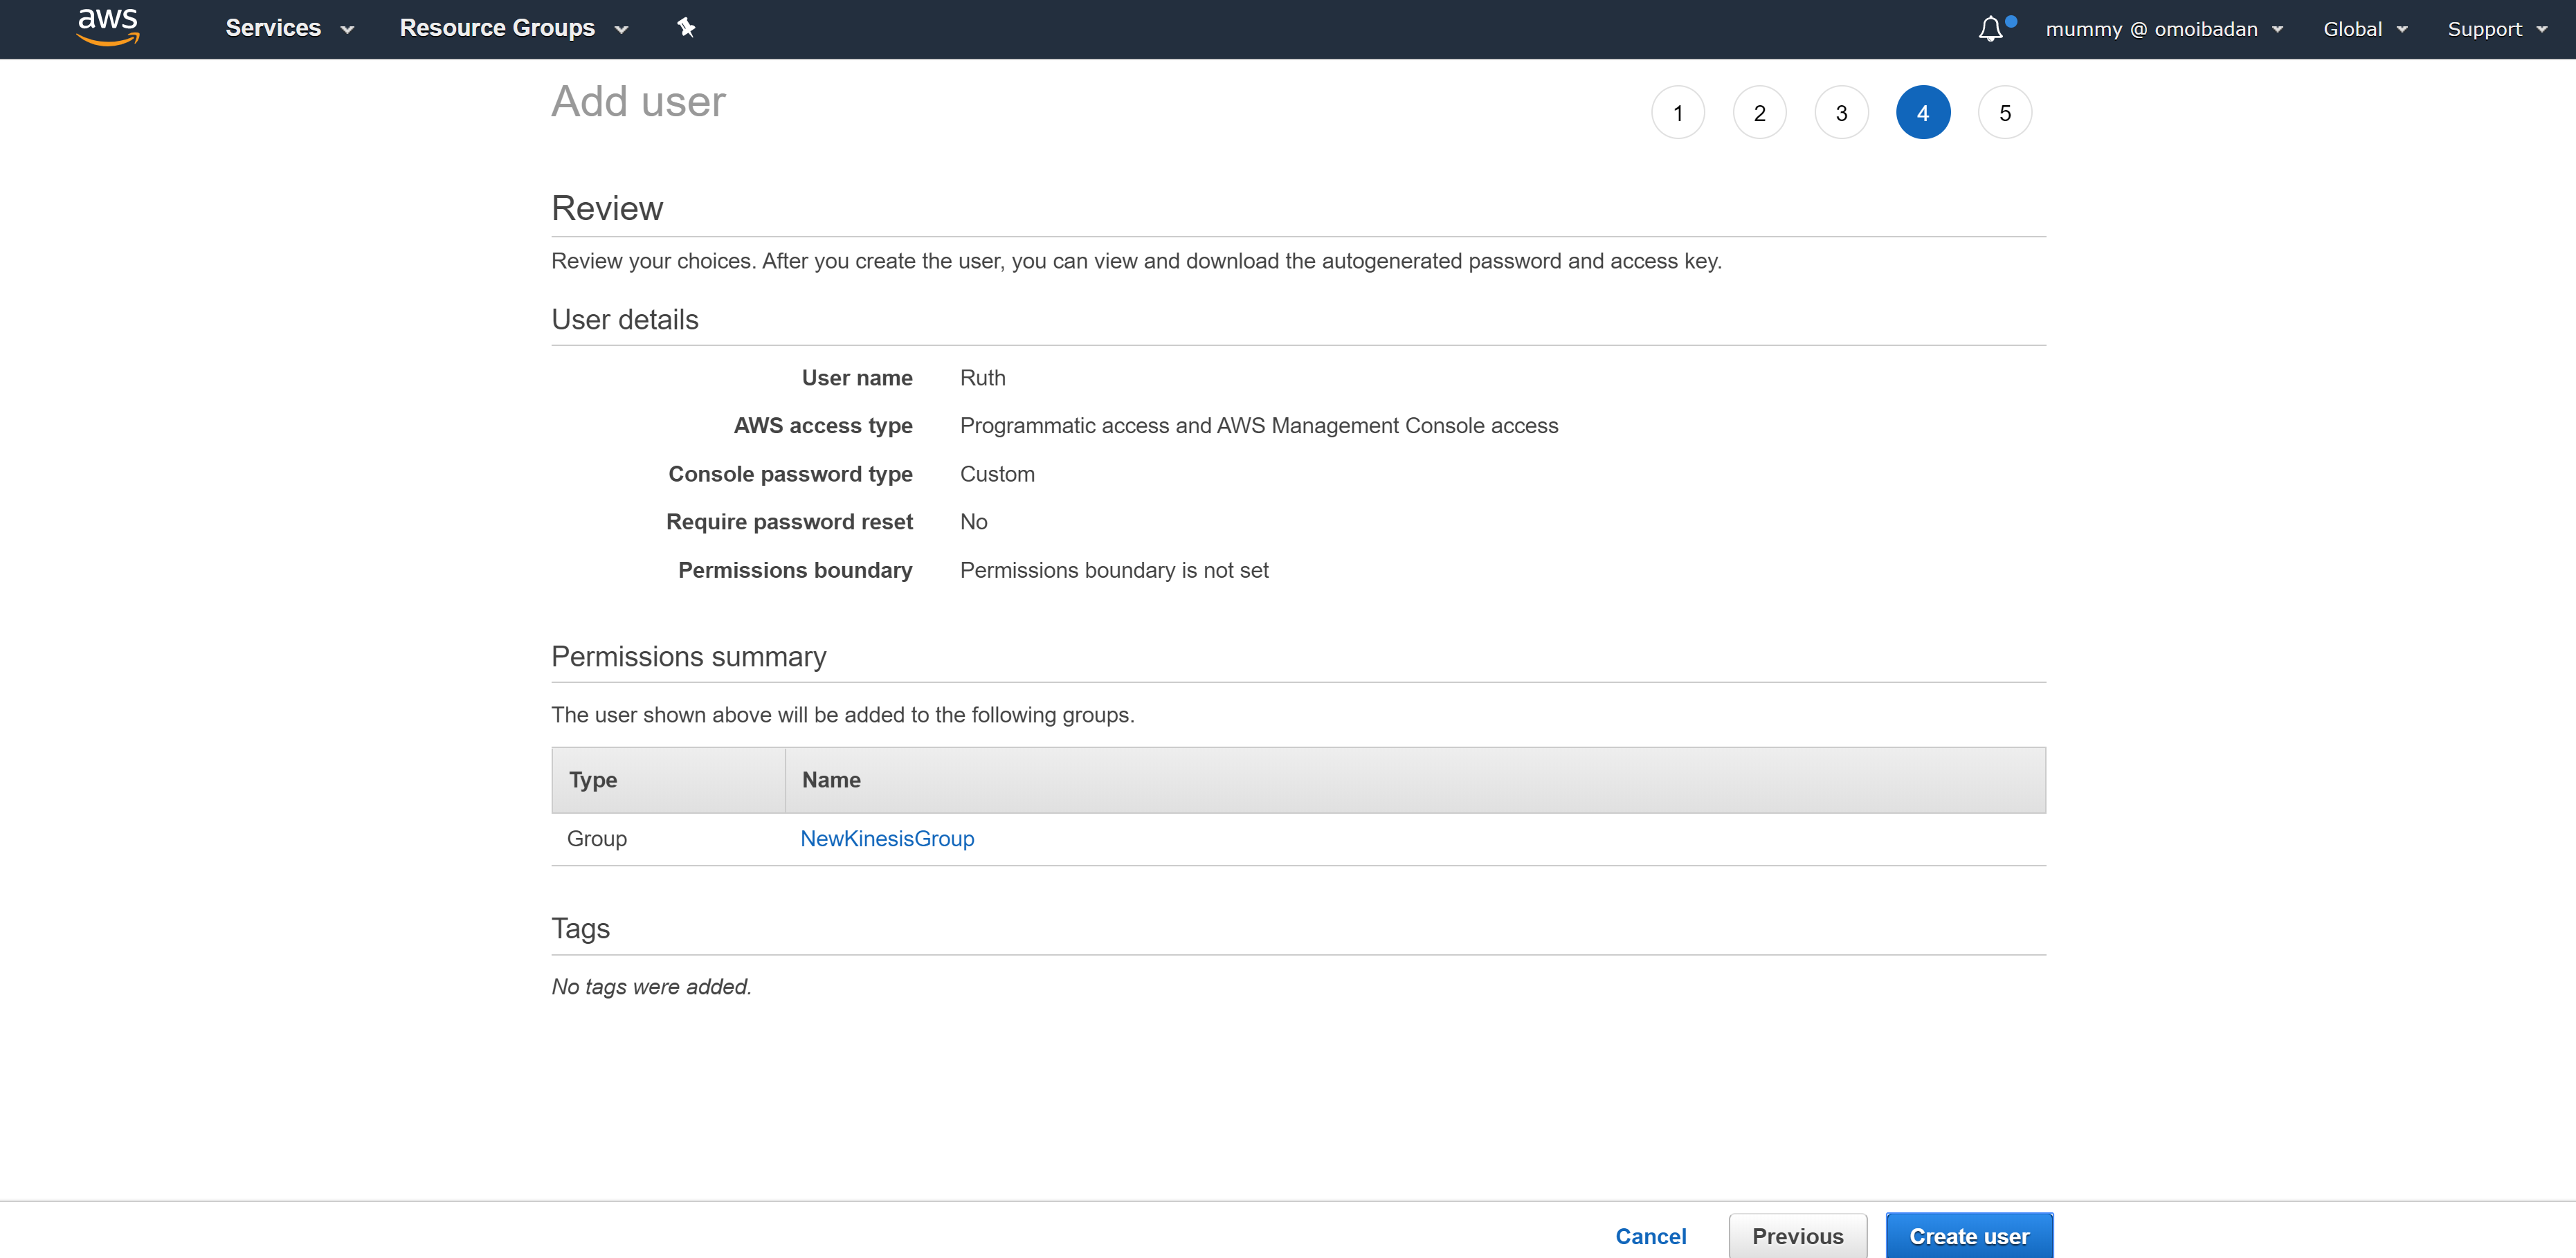 aws Services Resource Groups mummy @ omoibadan Global Support
Add user
1 2 3 4 5
Review
Review your choices. After you create the user, you can view and download the autogenerated password and access key.
User details
User name Ruth
AWS access type Programmatic access and AWS Management Console access
Console password type Custom
Require password reset No
Permissions boundary Permissions boundary is not set
Permissions summary
The user shown above will be added to the following groups.
Type Name
Group NewKinesisGroup
Tags
No tags were added.
Cancel Previous Create user